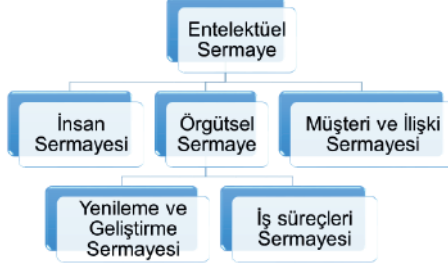 Entelektüel
Sermaye
İnsan
Sermayesi
Örgütsel
Sermaye
Müşteri ve İlişki
Sermayesi
Yenileme ve
Geliştirme
Sermayesi
İş süreçleri
Sermayesi